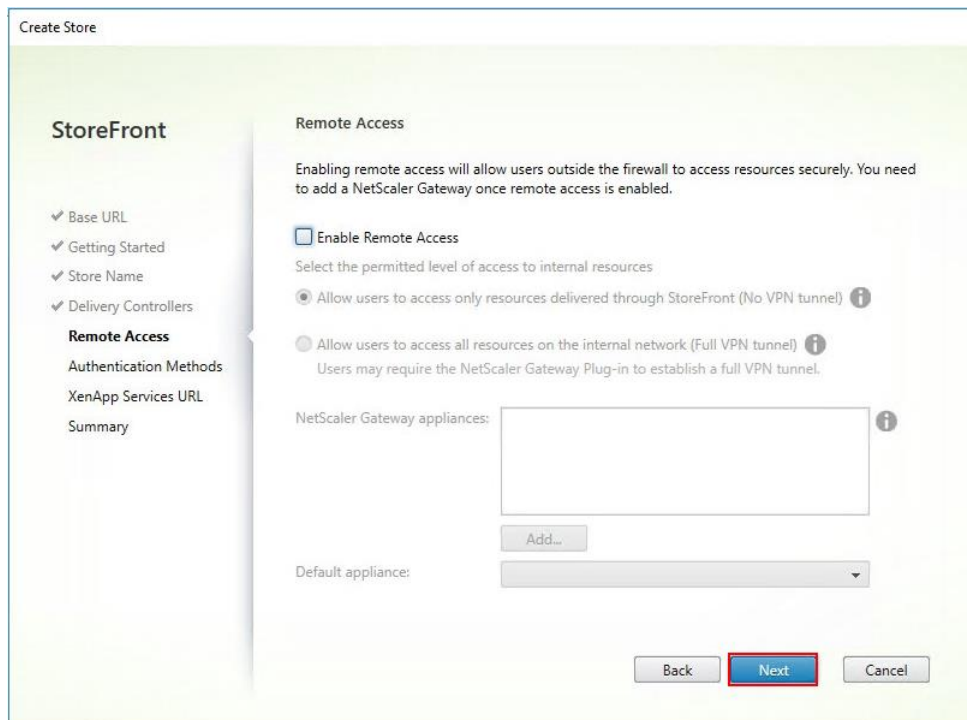 Create Store
StoreFront
Base URL
Getting Started
Store Name
Delivery Controllers
Remote Access
Authentication Methods
XenApp Services URL
Summary
Remote Access
Enabling remote access will allow users outside the firewall to access resources securely. You need
to add a NetScaler Gateway once remote access is enabled.
Enable Remote Access
Select the permitted level of access to internal resources
Allow users to access only resources delivered through StoreFront (No VPN tunnel)
Allow users to access all resources on the internal network (Full VPN tunnel)
Users may require the NetScaler Gateway Plug-in to establish a full VPN tunnel.
NetScaler Gateway appliances:
Add...
Default appliance:
Back Next Cancel